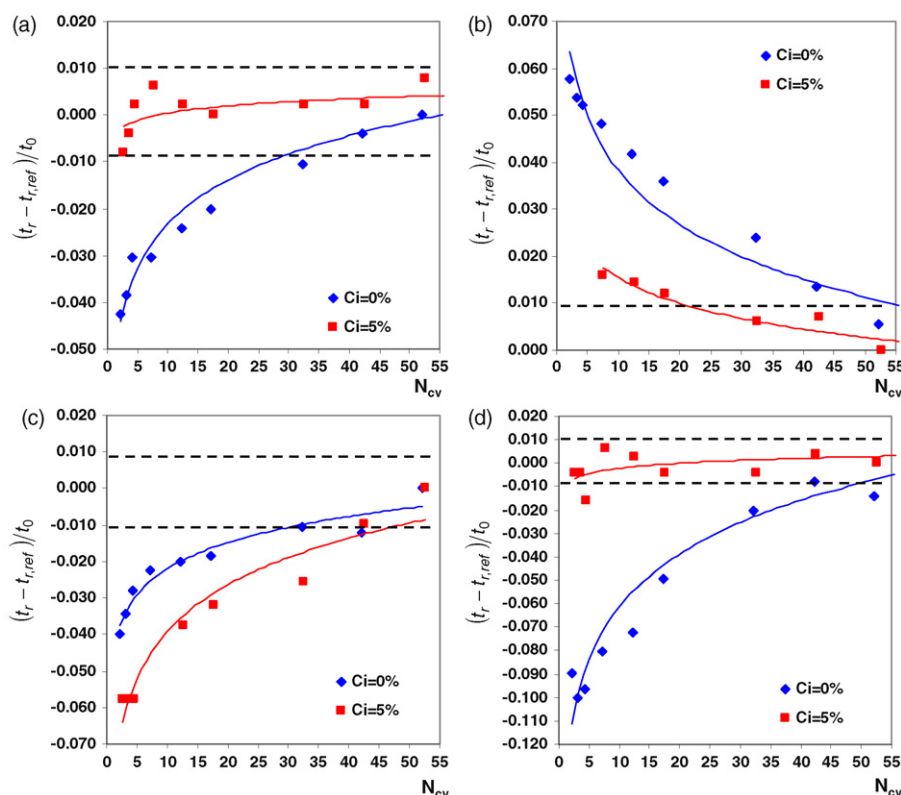 (a)
0.020
0.010
0.000
-0.010
-0.020
-0.030
-0.040
-0.050
(t_r − t_{r,ref})/t_0
Ci=0%
Ci=5%
0 5 10 15 20 25 30 35 40 45 50 55
N_cv
(b)
0.070
0.060
0.050
0.040
0.030
0.020
0.010
0.000
(t_r − t_{r,ref})/t_0
Ci=0%
Ci=5%
0 5 10 15 20 25 30 35 40 45 50 55
N_cv
(c)
0.020
0.010
0.000
-0.010
-0.020
-0.030
-0.040
-0.050
-0.060
-0.070
(t_r − t_{r,ref})/t_0
Ci=0%
Ci=5%
0 5 10 15 20 25 30 35 40 45 50 55
N_cv
(d)
0.020
0.010
0.000
-0.010
-0.020
-0.030
-0.040
-0.050
-0.060
-0.070
-0.080
-0.090
-0.100
-0.110
-0.120
(t_r − t_{r,ref})/t_0
Ci=0%
Ci=5%
0 5 10 15 20 25 30 35 40 45 50 55
N_cv